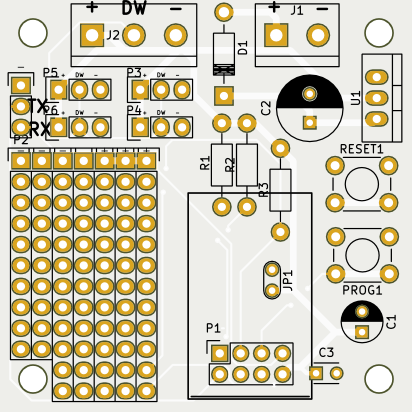 + DW - + -
J2 J1
D1
-
P5 + DW - P3 + DW -
TX
P6 + DW - P4 + DW -
RX
P2
C2
U1
R1
R2
R3
RESET1
JP1
PROG1
P1
C1
C3